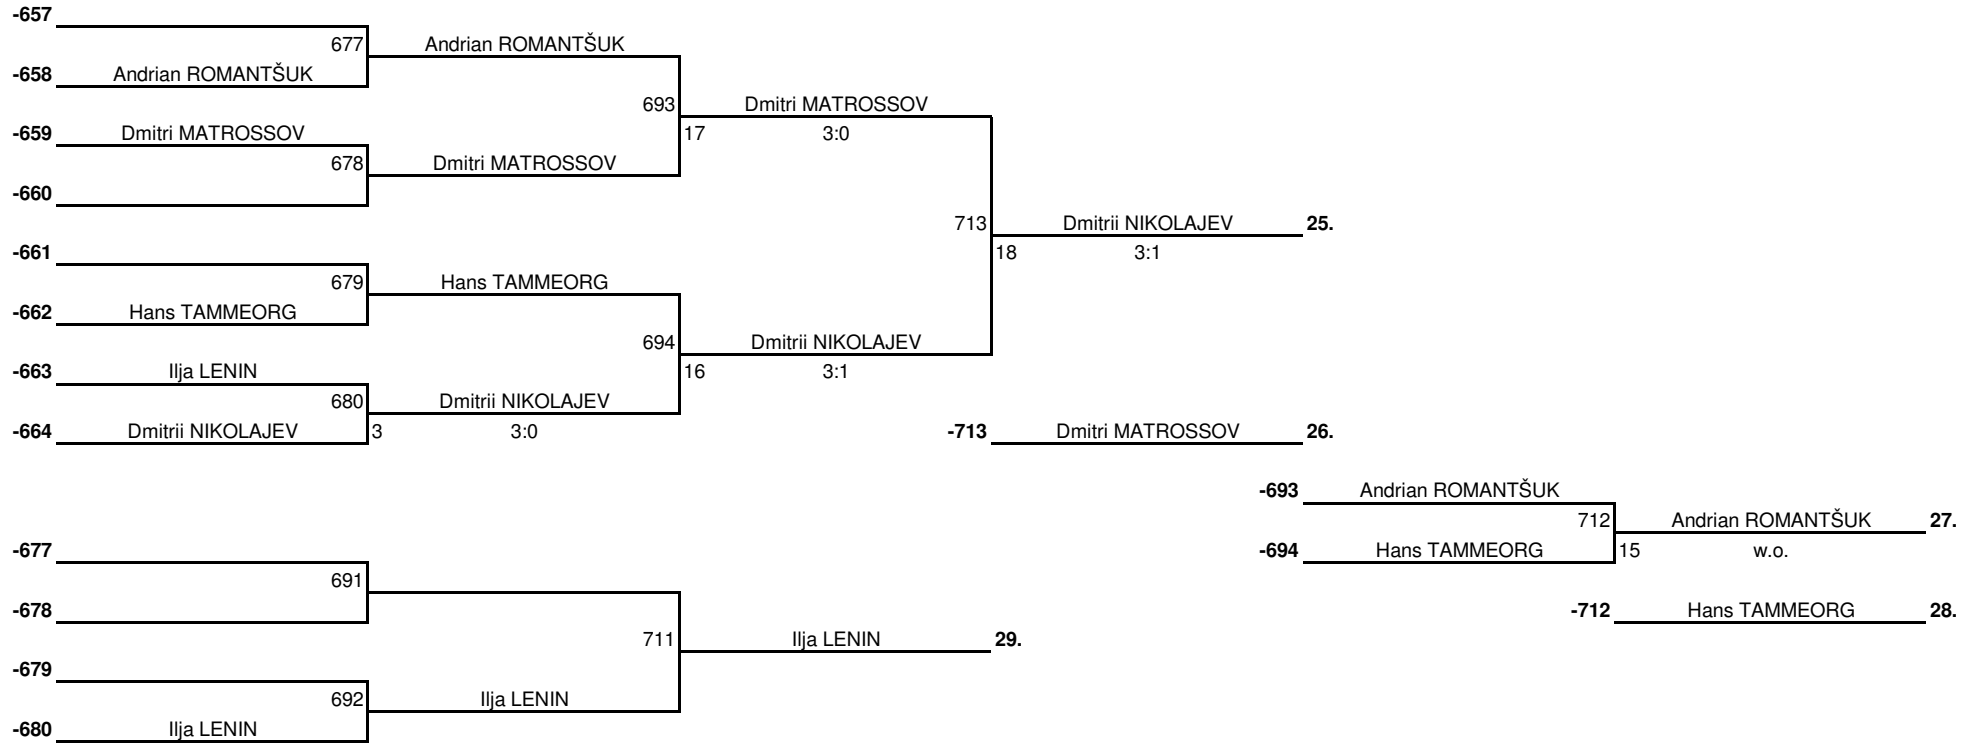 -657
677 Andrian ROMANTŠUK
-658 Andrian ROMANTŠUK
693 Dmitri MATROSSOV
-659 Dmitri MATROSSOV 17 3:0
678 Dmitri MATROSSOV
-660
713 Dmitrii NIKOLAJEV 25.
-661 18 3:1
679 Hans TAMMEORG
-662 Hans TAMMEORG
694 Dmitrii NIKOLAJEV
-663 Ilja LENIN 16 3:1
680 Dmitrii NIKOLAJEV
-664 Dmitrii NIKOLAJEV 3 3:0 -713 Dmitri MATROSSOV 26.
-693 Andrian ROMANTŠUK
712 Andrian ROMANTŠUK 27.
-677 -694 Hans TAMMEORG 15 w.o.
691
-678 -712 Hans TAMMEORG 28.
711 Ilja LENIN 29.
-679
692 Ilja LENIN
-680 Ilja LENIN